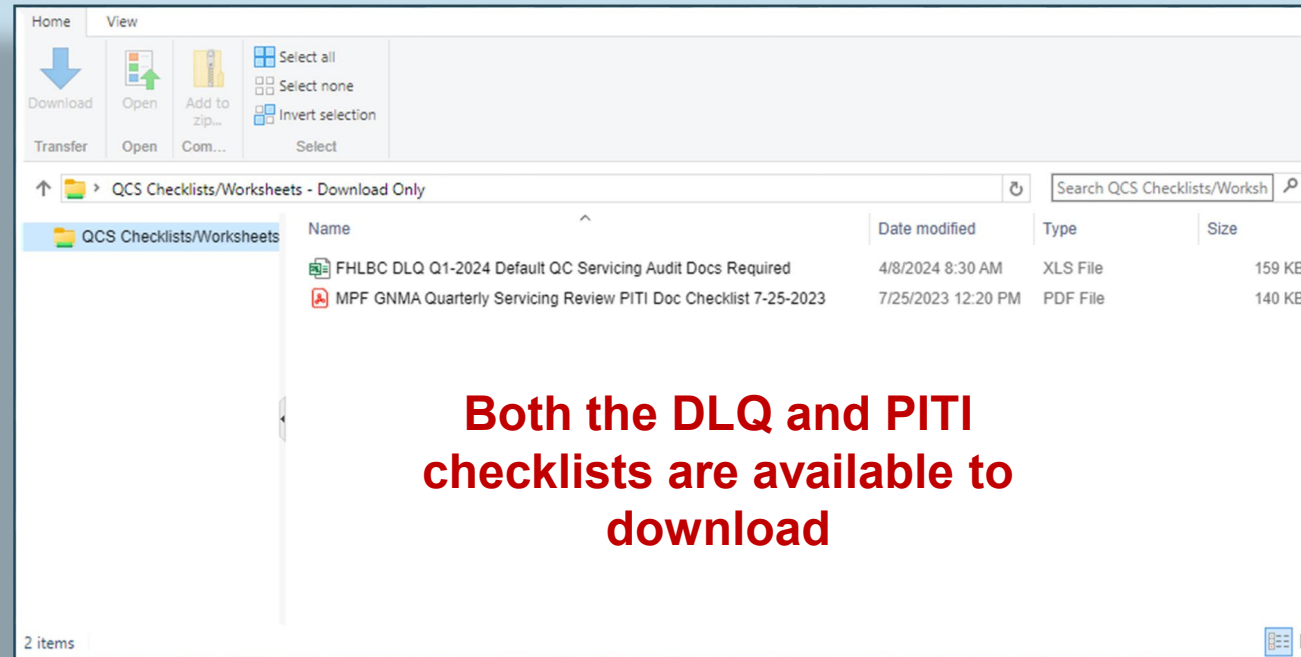 Home View
Download
Open
Add to
zip...
Select all
Select none
Invert selection
Transfer Open Com... Select
QCS Checklists/Worksheets - Download Only
Search QCS Checklists/Worksh
QCS Checklists/Worksheets
Name Date modified Type Size
FHLBC DLQ Q1-2024 Default QC Servicing Audit Docs Required 4/8/2024 8:30 AM XLS File 159 KB
MPF GNMA Quarterly Servicing Review PITI Doc Checklist 7-25-2023 7/25/2023 12:20 PM PDF File 140 KB
Both the DLQ and PITI
checklists are available to
download
2 items